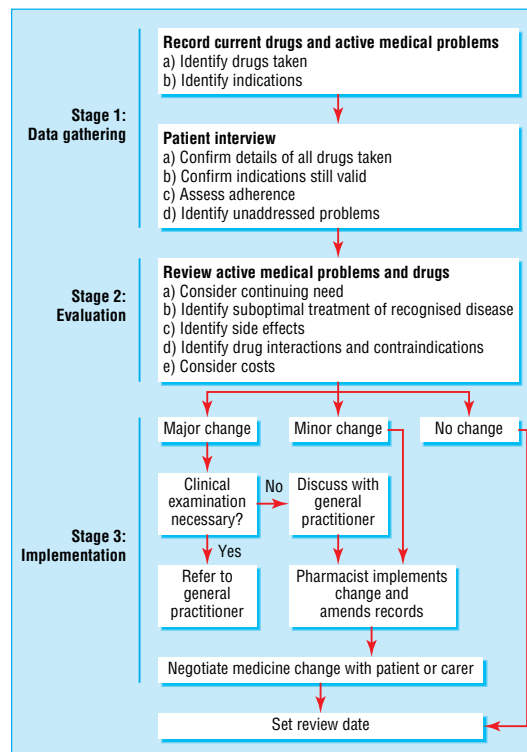 Record current drugs and active medical problems
a) Identify drugs taken
b) Identify indications
Stage 1:
Data gathering
Patient interview
a) Confirm details of all drugs taken
b) Confirm indications still valid
c) Assess adherence
d) Identify unaddressed problems
Stage 2:
Evaluation
Review active medical problems and drugs
a) Consider continuing need
b) Identify suboptimal treatment of recognised disease
c) Identify side effects
d) Identify drug interactions and contraindications
e) Consider costs
Stage 3:
Implementation
Major change
Minor change
No change
Clinical
examination
necessary?
No
Discuss with
general
practitioner
Yes
Refer to
general
practitioner
Pharmacist implements
change and
amends records
Negotiate medicine change with patient or carer
Set review date